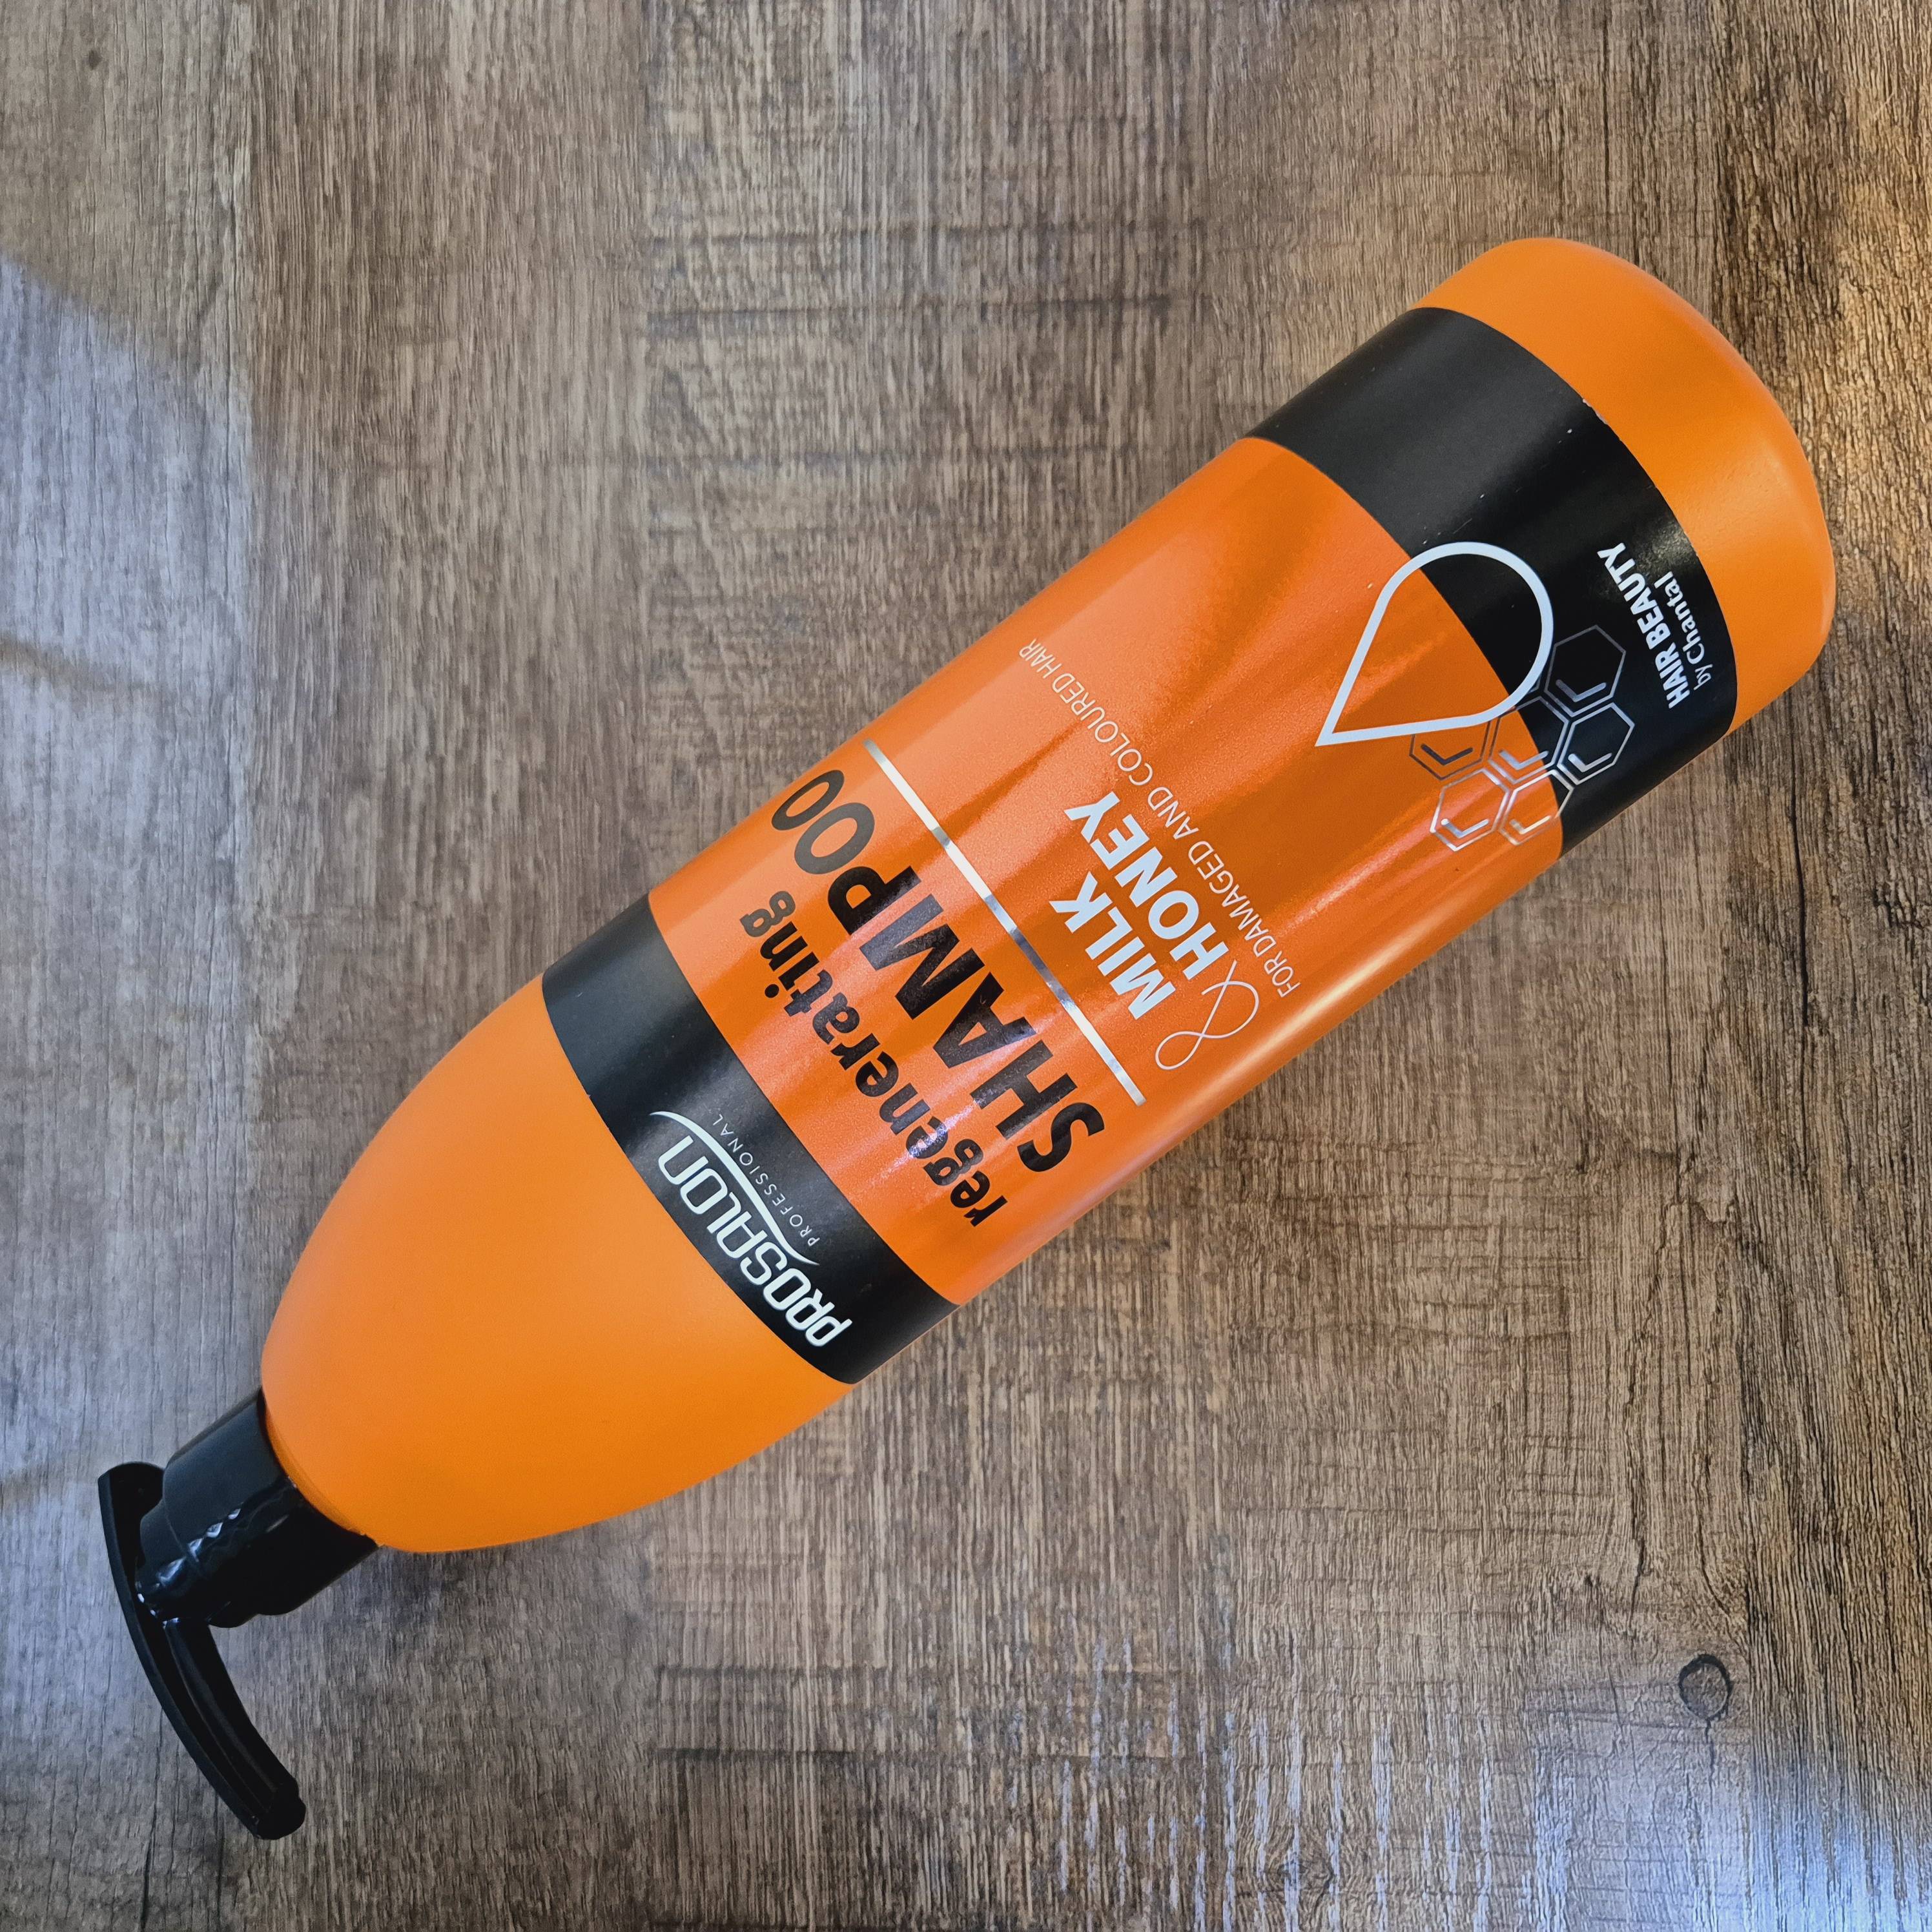 PROSALON
PROFESSIONAL
regenerating
SHAMPOO
MILK
& HONEY
FOR DAMAGED AND COLOURED HAIR
HAIR BEAUTY
by Chantal